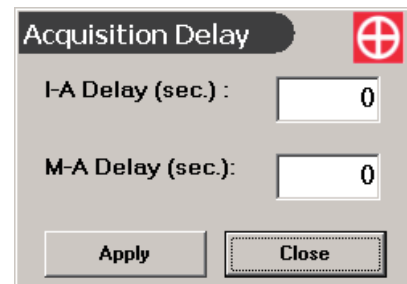 Acquisition Delay
I-A Delay (sec.) : 0
M-A Delay (sec.): 0
Apply Close